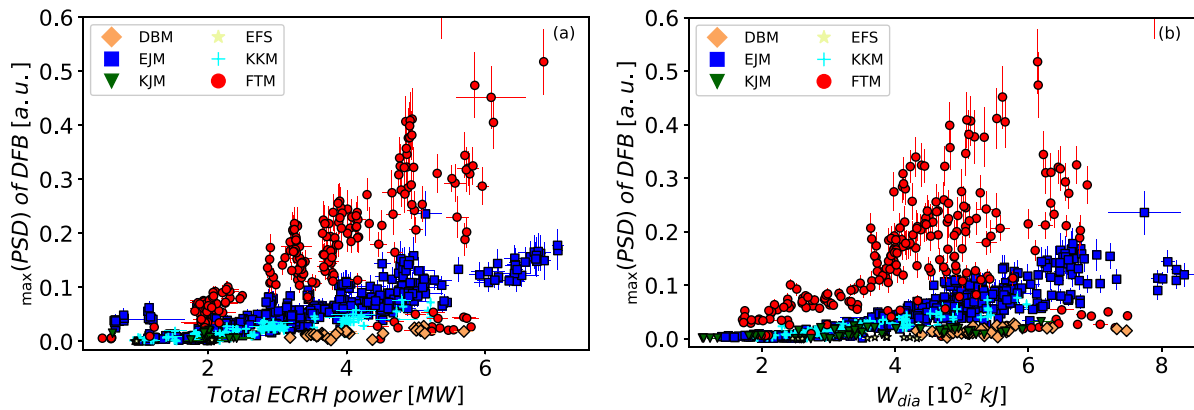 0.6
0.5
0.4
0.3
0.2
0.1
0.0
max(PSD) of DFB [a. u.]
DBM EFS
EJM KKM
KJM FTM
(a)
2 4 6
Total ECRH power [MW]
0.6
0.5
0.4
0.3
0.2
0.1
0.0
max(PSD) of DFB [a. u.]
DBM EFS
EJM KKM
KJM FTM
(b)
2 4 6 8
W_dia [10² kJ]